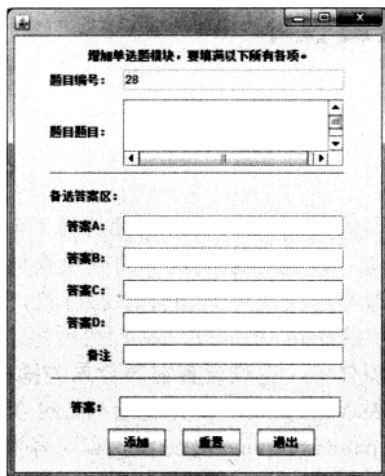 增加单选题模块，要填满以下所有各项。
题目编号： 28
题目题目：
备选答案区：
答案A：
答案B：
答案C：
答案D：
备注
答案：
添加 重置 退出